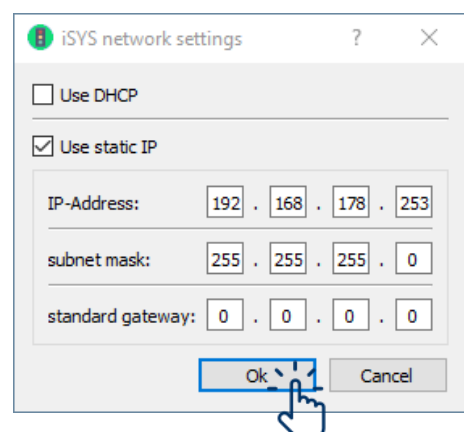 iSYS network settings ? ×
Use DHCP
Use static IP
IP-Address: 192 . 168 . 178 . 253
subnet mask: 255 . 255 . 255 . 0
standard gateway: 0 . 0 . 0 . 0
Ok Cancel